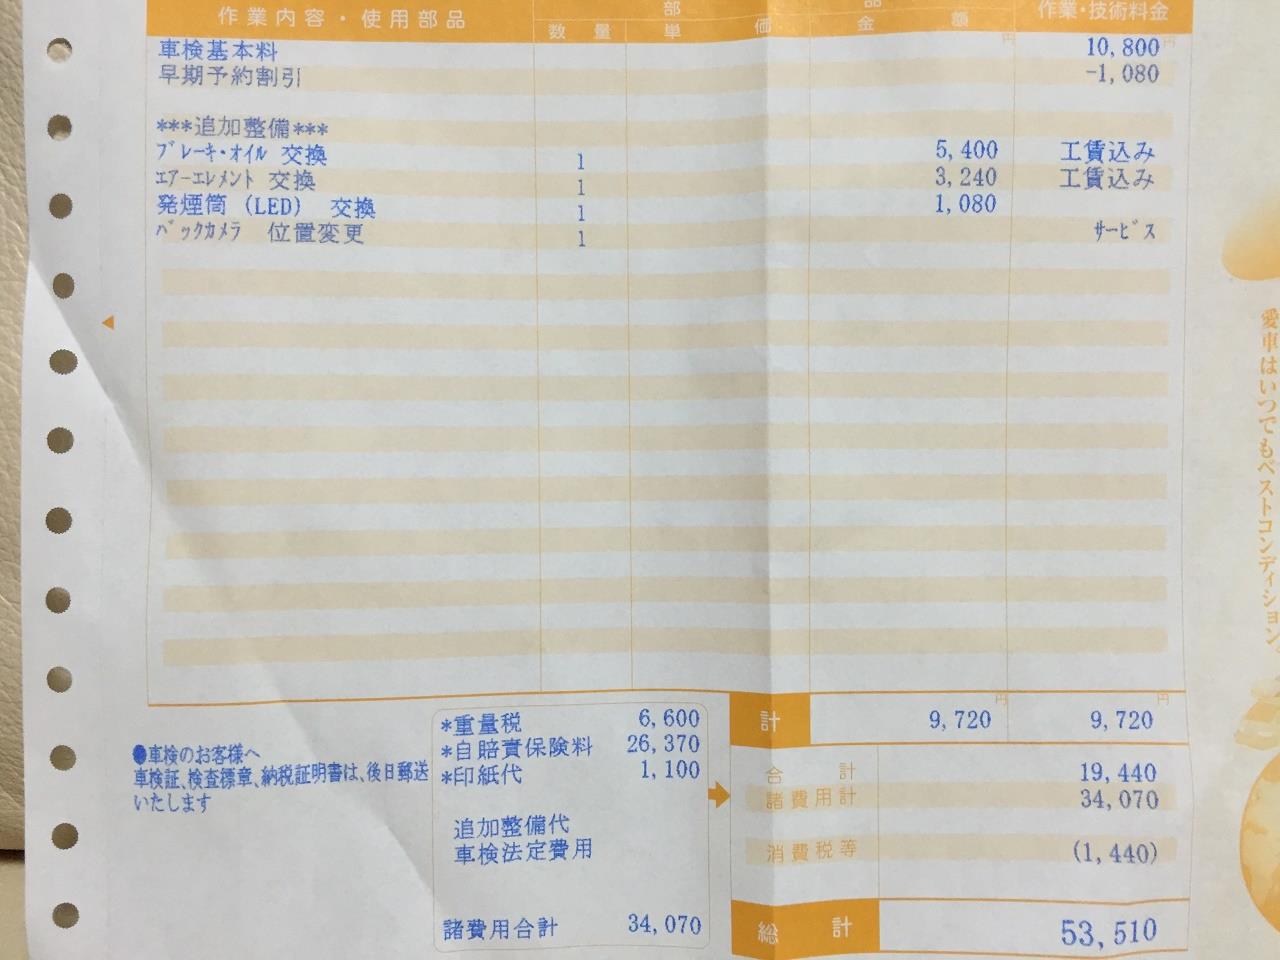 作業内容・使用部品 部 品 作業・技術料金
数量 単価 金額
車検基本料 10,800
早期予約割引 -1,080
***追加整備***
ブレーキ・オイル 交換 1 5,400 工賃込み
エアーエレメント 交換 1 3,240 工賃込み
発煙筒 (LED) 交換 1 1,080
バックカメラ 位置変更 1 サービス
愛車はいつでもベストコンディション。
計 9,720円 9,720円
*重量税 6,600
*自賠責保険料 26,370
*印紙代 1,100
追加整備代
車検法定費用
諸費用合計 34,070
●車検のお客様へ
車検証、検査標章、納税証明書は、後日郵送
いたします
合計 19,440
諸費用計 34,070
消費税等 (1,440)
総計 53,510